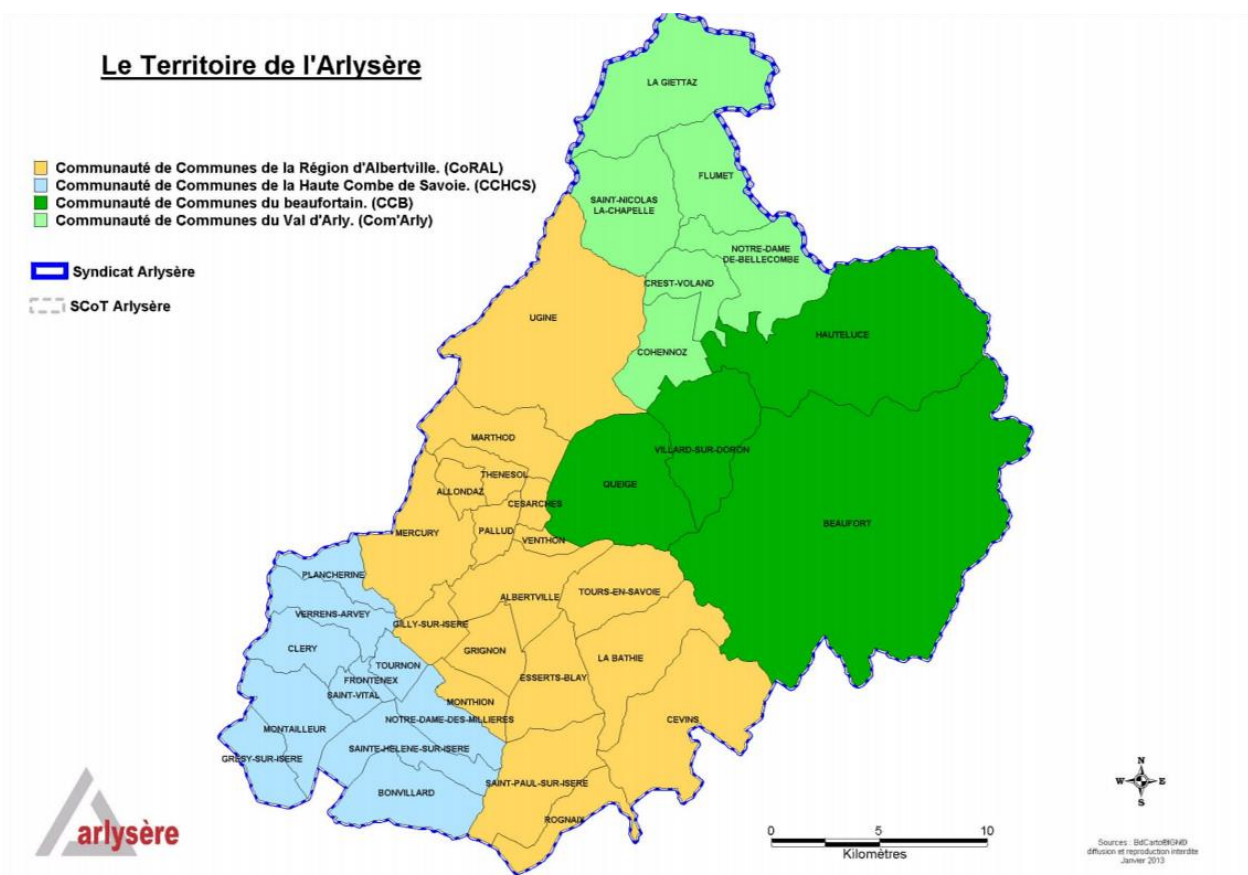 Le Territoire de l'Arlysère
Communauté de Communes de la Région d'Albertville. (CoRAL)
Communauté de Communes de la Haute Combe de Savoie. (CCHCS)
Communauté de Communes du beaufortain. (CCB)
Communauté de Communes du Val d'Arly. (Com'Arly)
Syndicat Arlysère
SCoT Arlysère
LA GIETTAZ
FLUMET
SAINT-NICOLAS
LA-CHAPELLE
NOTRE-DAME
DE-BELLECOMBE
CREST-VOLAND
UGINE
HAUTELUCE
COHENNOZ
MARTHOD
VILLARD-SUR-DORON
THENESOL
ALLONDAZ
QUEIGE
CESARCHES
BEAUFORT
MERCURY
PALLUD
VENTHON
PLANCHERINE
ALBERTVILLE
TOURS-EN-SAVOIE
VERRENS-ARVEY
GILLY-SUR-ISERE
CLERY
GRIGNON
LA BATHIE
TOURNON
FRONTENEX
ESSERTS-BLAY
SAINT-VITAL
MONTHION
NOTRE-DAME-DES-MILLIERES
CEVINS
MONTAILLEUR
SAINTE-HELENE-SUR-ISERE
GRESY-SUR-ISERE
SAINT-PAUL-SUR-ISERE
BONVILLARD
ROGNAIX
arlysère
N
W E
S
0 5 10
Kilomètres
Sources : BdCarto®IGN©
diffusion et reproduction interdite
Janvier 2013